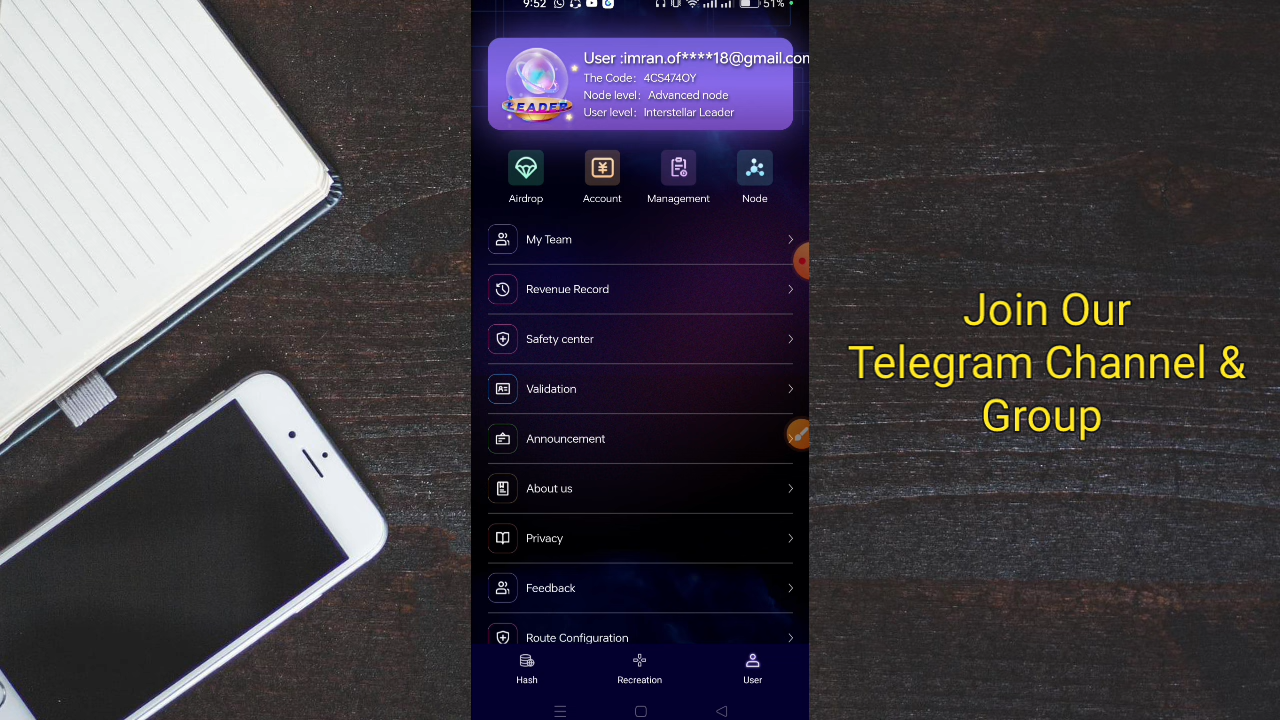 9:52
51%
LEADER
User :imran.of****18@gmail.com
The Code: 4CS474OY
Node level: Advanced node
User level: Interstellar Leader
Airdrop
Account
Management
Node
My Team
Revenue Record
Safety center
Validation
Announcement
About us
Privacy
Feedback
Route Configuration
Hash
Recreation
User
Join Our
Telegram Channel &
Group